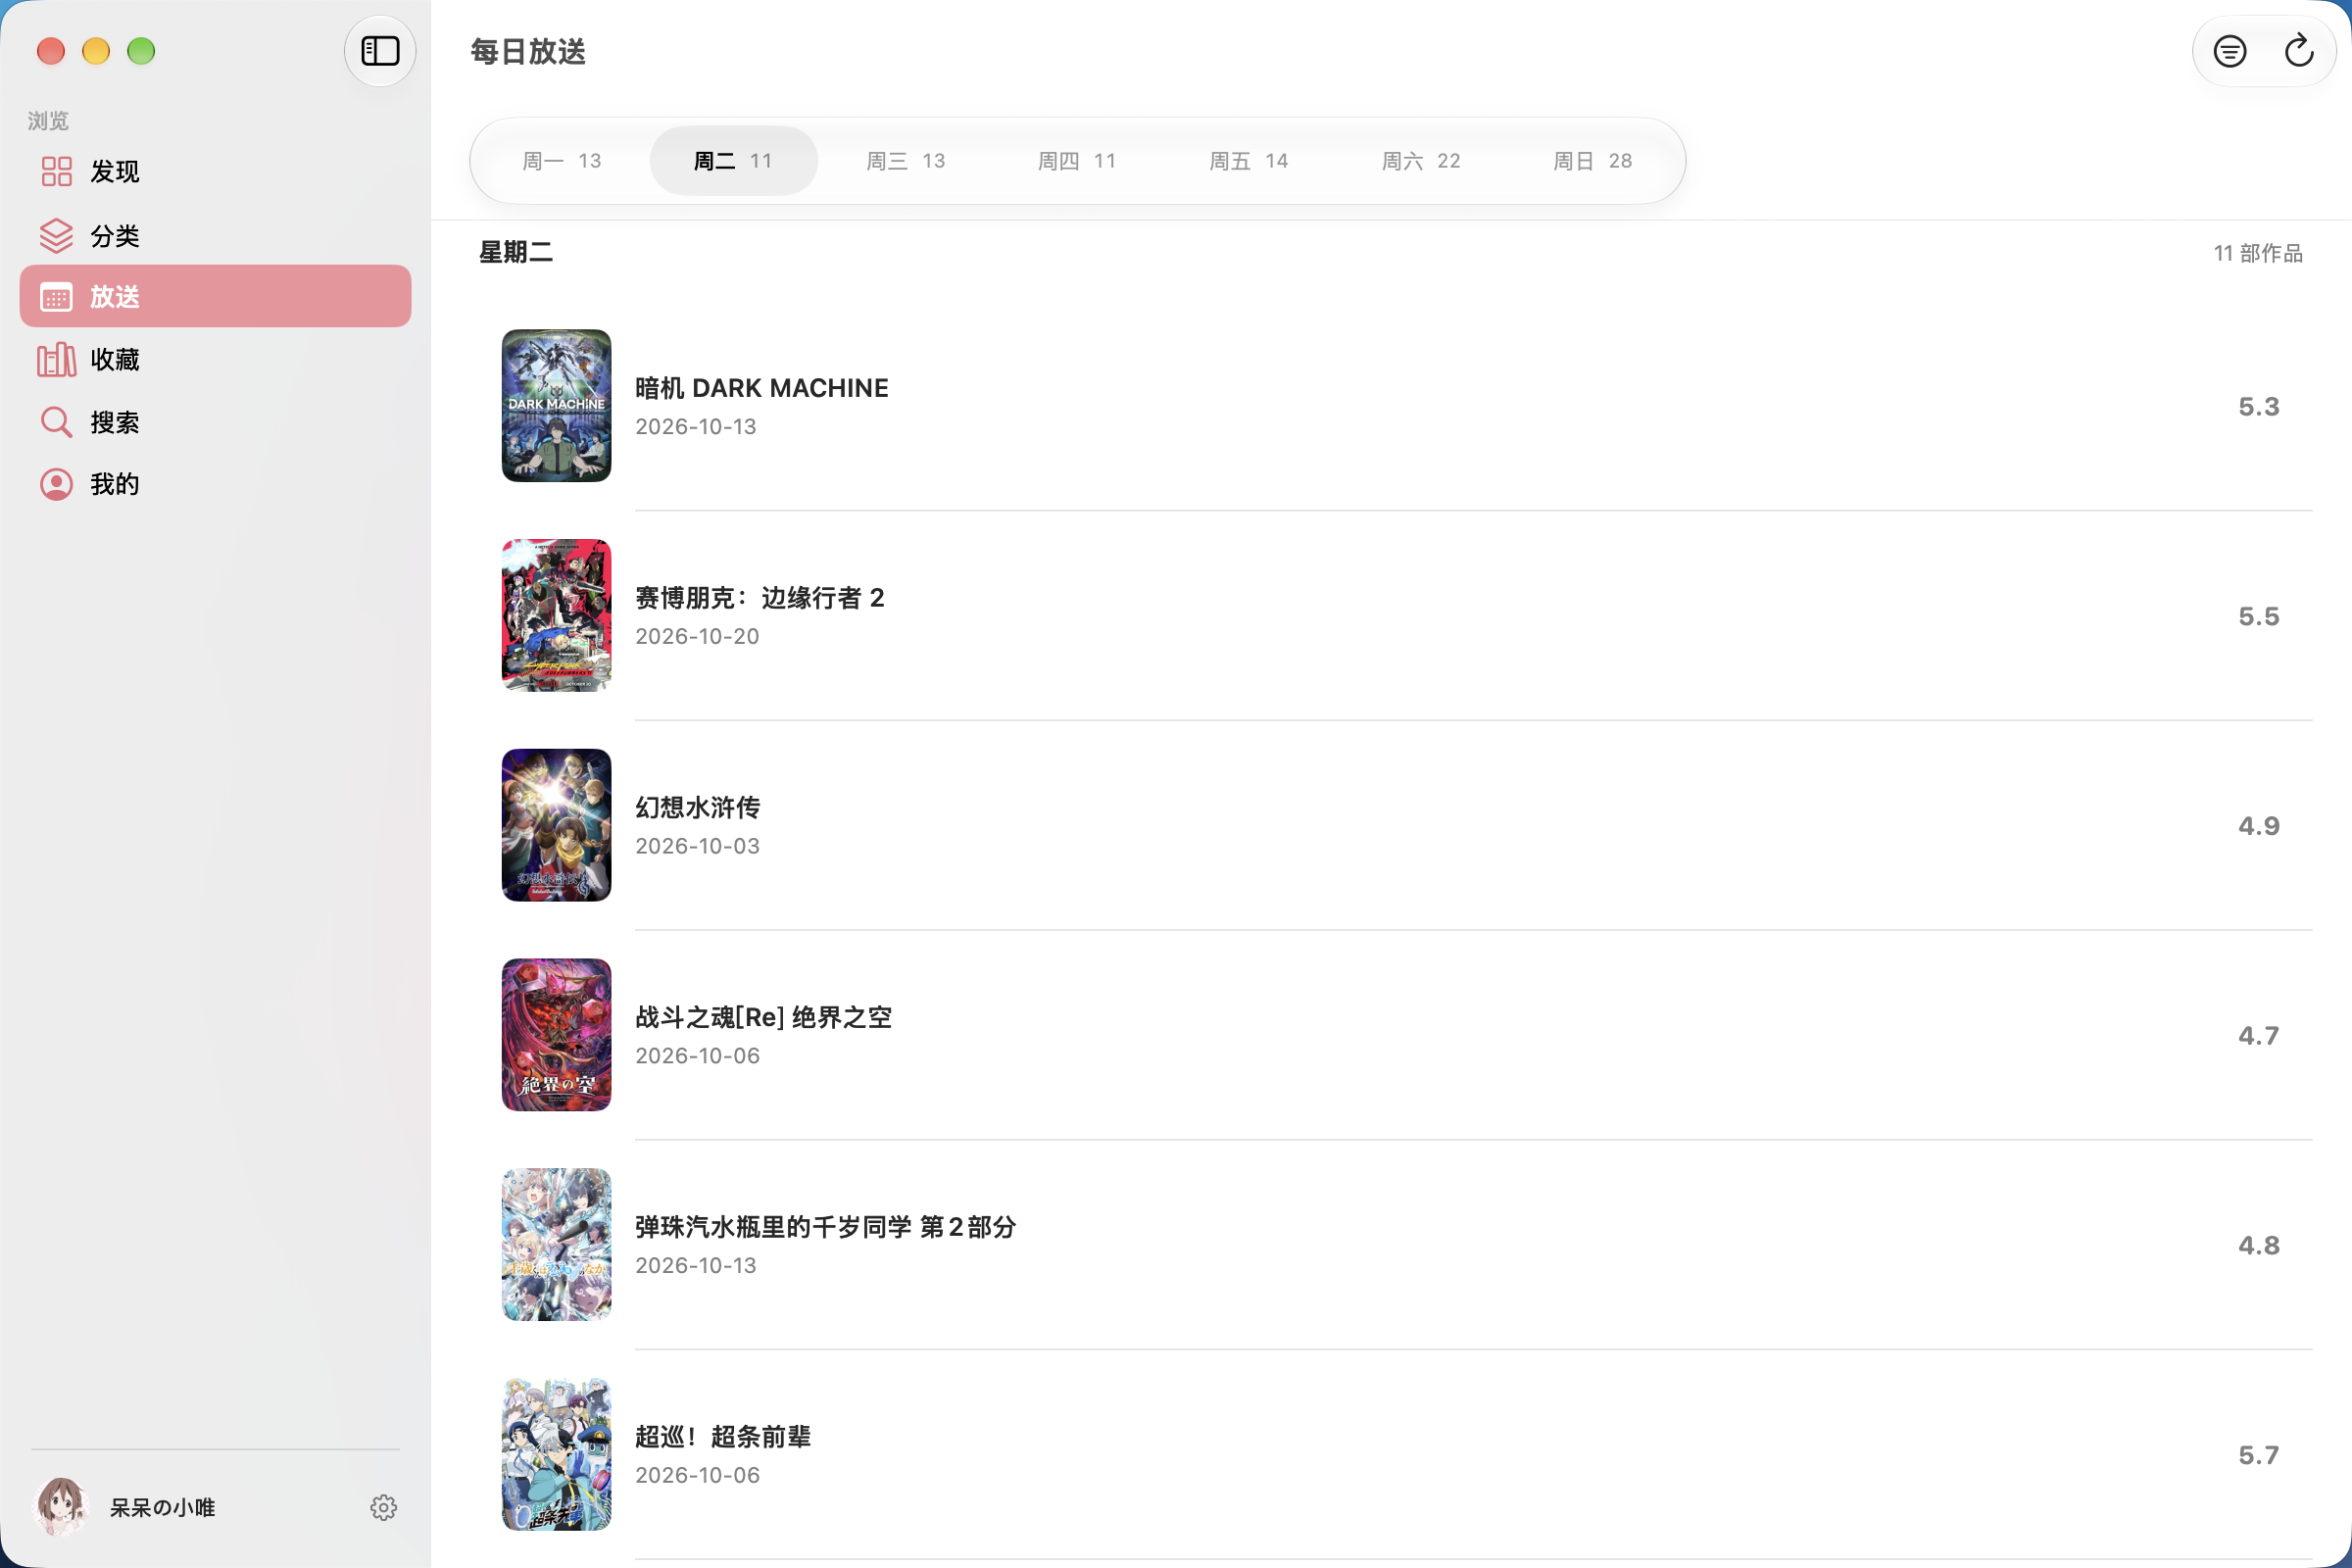 每日放送
浏览
发现
分类
放送
收藏
搜索
我的
周一 13
周二 11
周三 13
周四 11
周五 14
周六 22
周日 28
星期二
11 部作品
DARK MACHINE
暗机 DARK MACHINE
2026-10-13
5.3
赛博朋克：边缘行者 2
2026-10-20
5.5
幻想水滸伝
幻想水浒传
2026-10-03
4.9
絶界の空
战斗之魂[Re] 绝界之空
2026-10-06
4.7
弹珠汽水瓶里的千岁同学 第2部分
2026-10-13
4.8
超巡！超条前辈
2026-10-06
5.7
呆呆の小唯